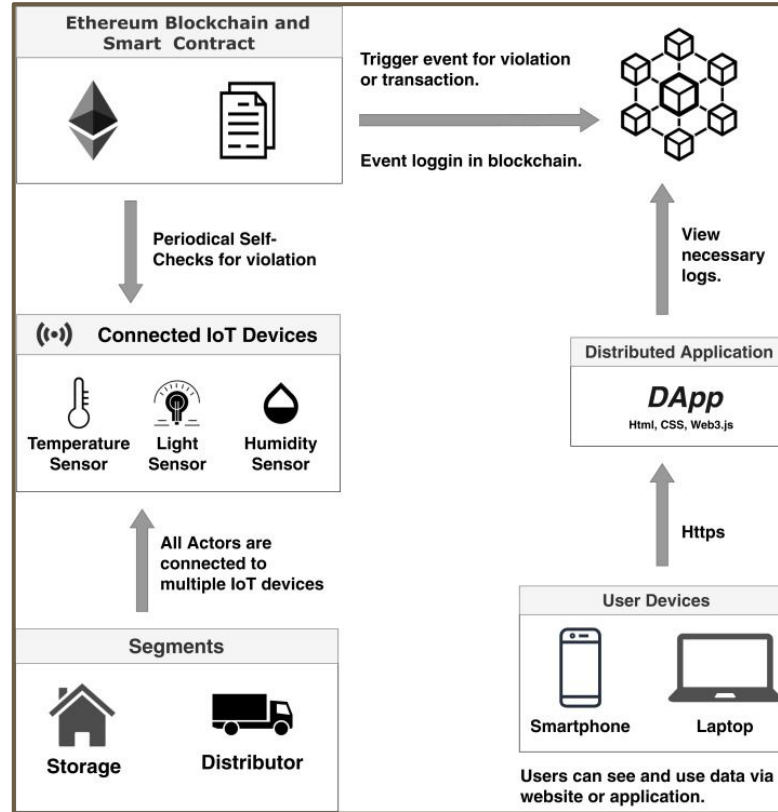 Ethereum Blockchain and
Smart Contract
Trigger event for violation
or transaction.
Event loggin in blockchain.
Periodical Self-
Checks for violation
View
necessary
logs.
Connected IoT Devices
Temperature
Sensor
Light
Sensor
Humidity
Sensor
Distributed Application
DApp
Html, CSS, Web3.js
All Actors are
connected to
multiple IoT devices
Https
Segments
Storage
Distributor
User Devices
Smartphone
Laptop
Users can see and use data via
website or application.